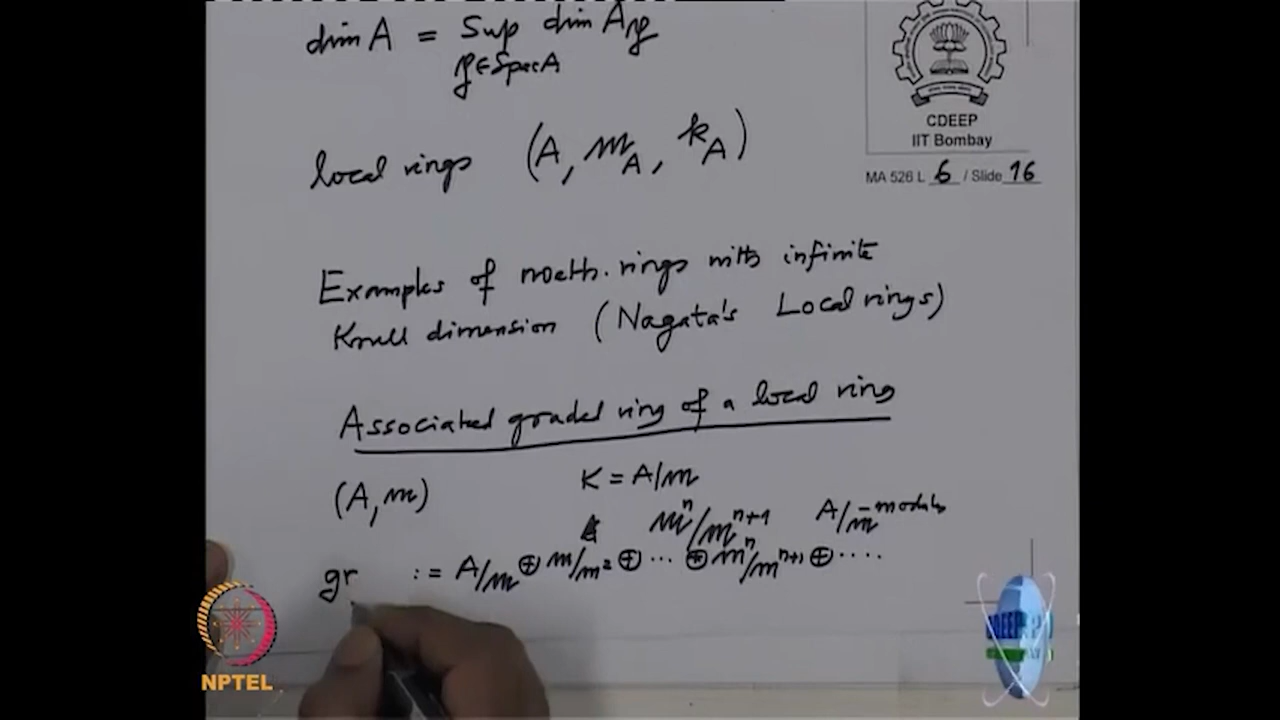 dim A = Sup dim A𝔭
𝔭∈Spec A
CDEEP
IIT Bombay
MA 526 L 6 / Slide 16
local rings (A, 𝔪_A, k_A)
Examples of noeth. rings with infinite
Krull dimension (Nagata's Local rings)
Associated graded ring of a local ring
(A, 𝔪) K = A/𝔪
𝔪^n/𝔪^{n+1} A/𝔪-modules
gr := A/𝔪 ⊕ 𝔪/𝔪^2 ⊕ ... ⊕ 𝔪^n/𝔪^{n+1} ⊕ ....
NPTEL
CDEEP